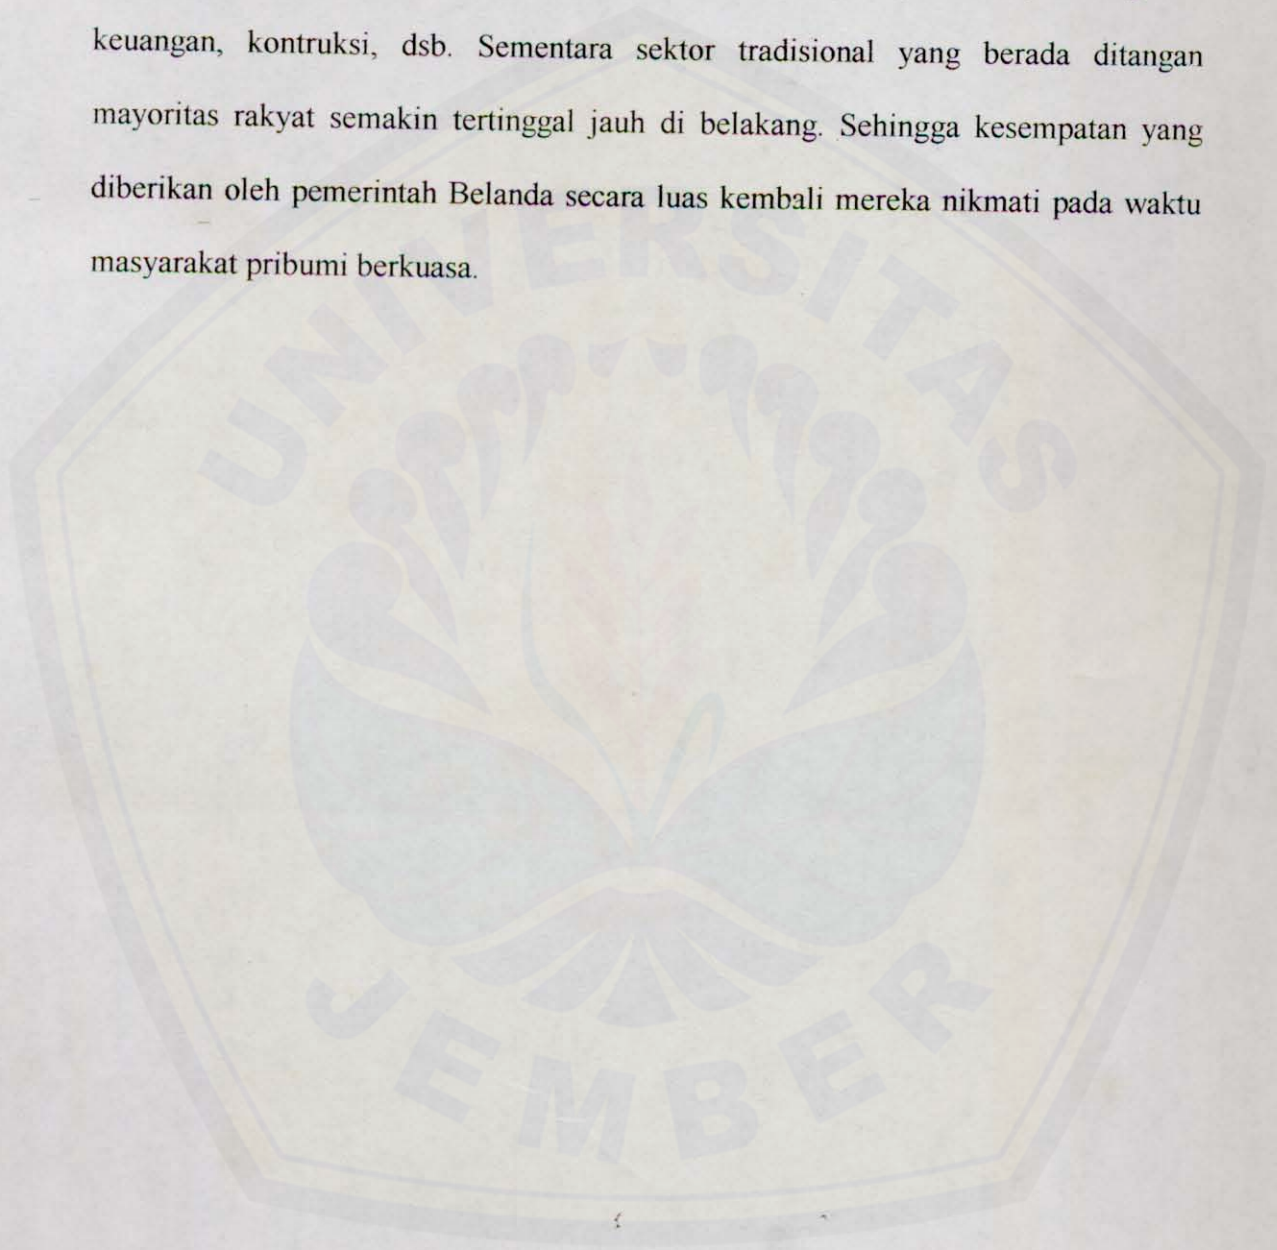 keuangan, kontruksi, dsb. Sementara sektor tradisional yang berada ditangan
mayoritas rakyat semakin tertinggal jauh di belakang. Sehingga kesempatan yang
diberikan oleh pemerintah Belanda secara luas kembali mereka nikmati pada waktu
masyarakat pribumi berkuasa.
UNIVERSITAS
JEMBER